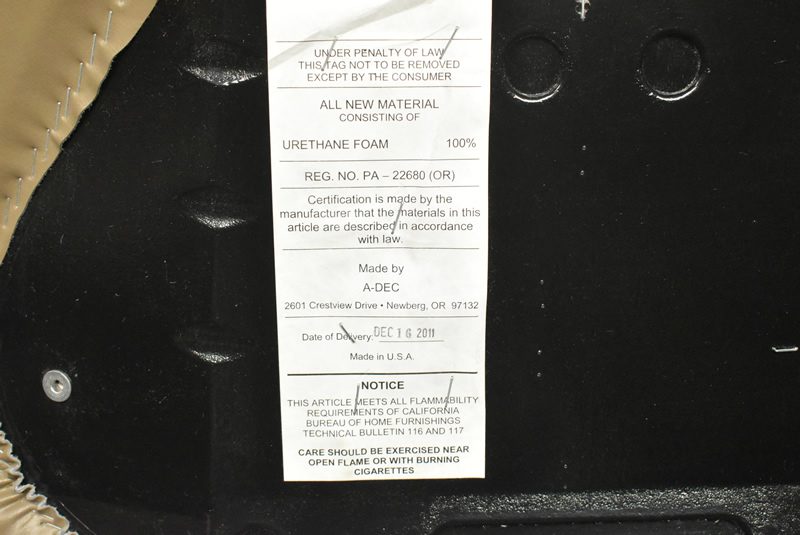 UNDER PENALTY OF LAW
THIS TAG NOT TO BE REMOVED
EXCEPT BY THE CONSUMER
ALL NEW MATERIAL
CONSISTING OF
URETHANE FOAM 100%
REG. NO. PA – 22680 (OR)
Certification is made by the
manufacturer that the materials in this
article are described in accordance
with law.
Made by
A-DEC
2601 Crestview Drive • Newberg, OR 97132
Date of Delivery: DEC 16 2011
Made in U.S.A.
NOTICE
THIS ARTICLE MEETS ALL FLAMMABILITY
REQUIREMENTS OF CALIFORNIA
BUREAU OF HOME FURNISHINGS
TECHNICAL BULLETIN 116 AND 117
CARE SHOULD BE EXERCISED NEAR
OPEN FLAME OR WITH BURNING
CIGARETTES